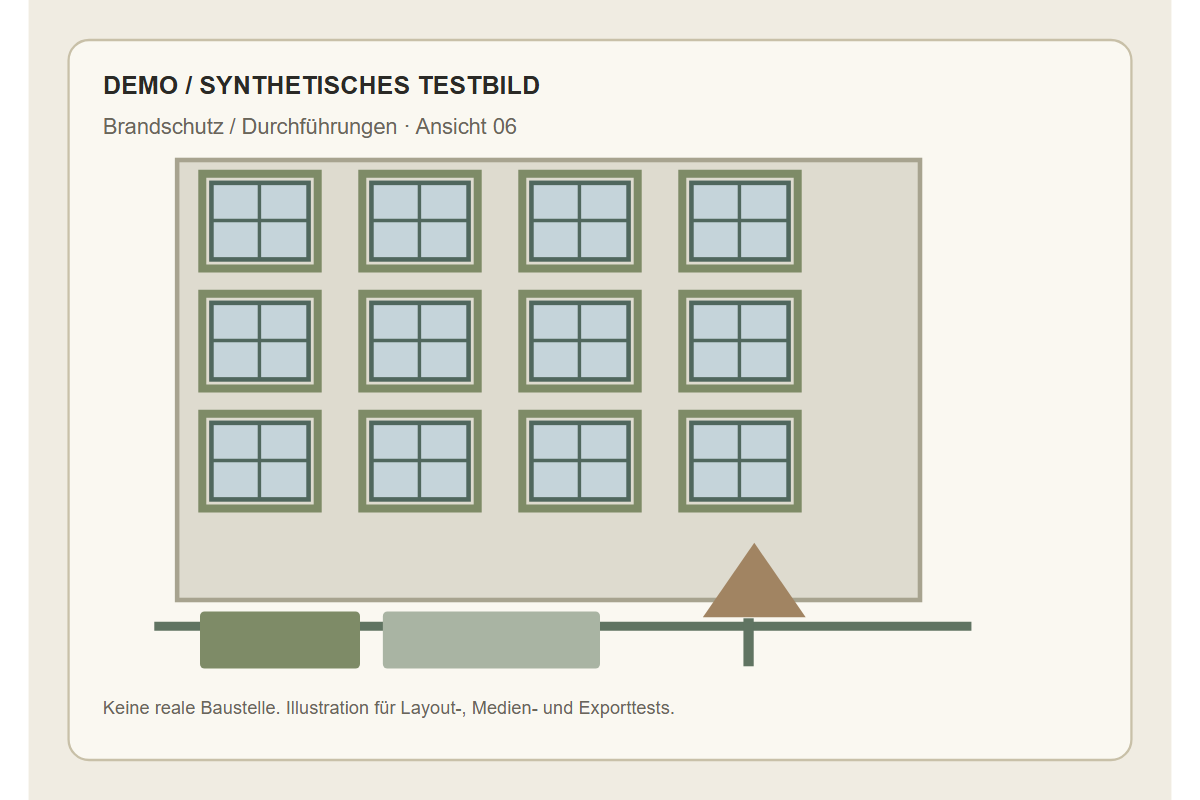 DEMO / SYNTHETISCHES TESTBILD
Brandschutz / Durchführungen · Ansicht 06
Keine reale Baustelle. Illustration für Layout-, Medien- und Exporttests.